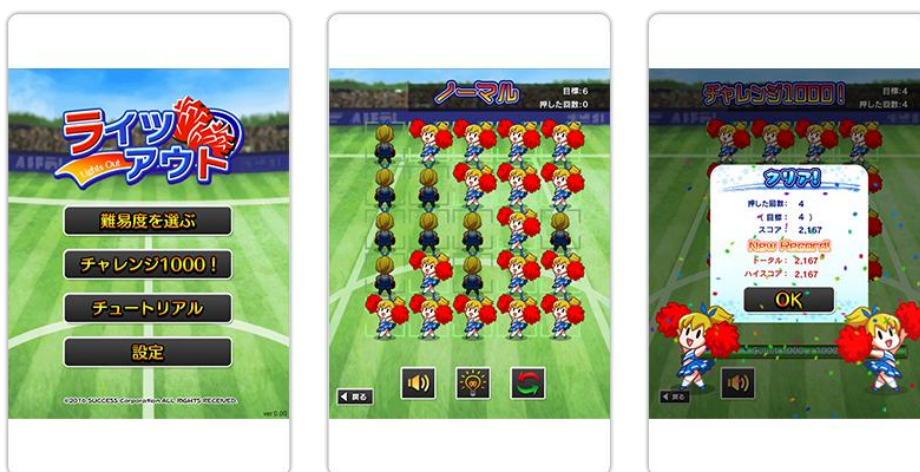 ライツ
アウト
Lights Out
難易度を選ぶ
チャレンジ1000!
チュートリアル
設定
©2016 SUCCESS Corporation ALL RIGHTS RECEIVED.
ver 0.00
ノーマル
目標:6
押した回数:0
戻る
チャレンジ1000!
目標:4
押した回数:4
クリア!
押した回数: 4
( 目標: 4 )
スコア: 2,167
New Record!
トータル: 2,167
ハイスコア: 2,167
OK
戻る